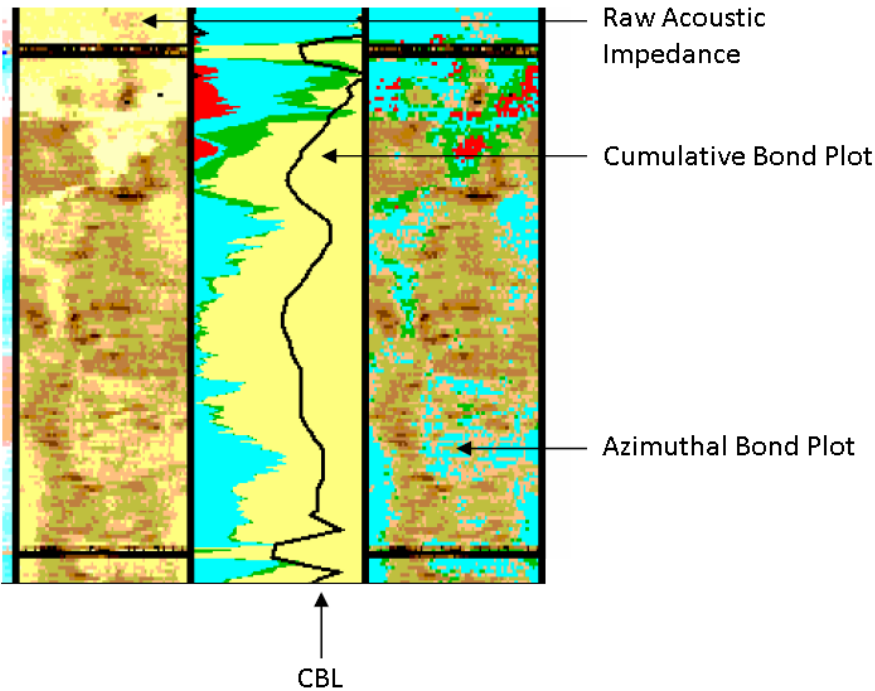 Raw Acoustic
Impedance
Cumulative Bond Plot
Azimuthal Bond Plot
CBL